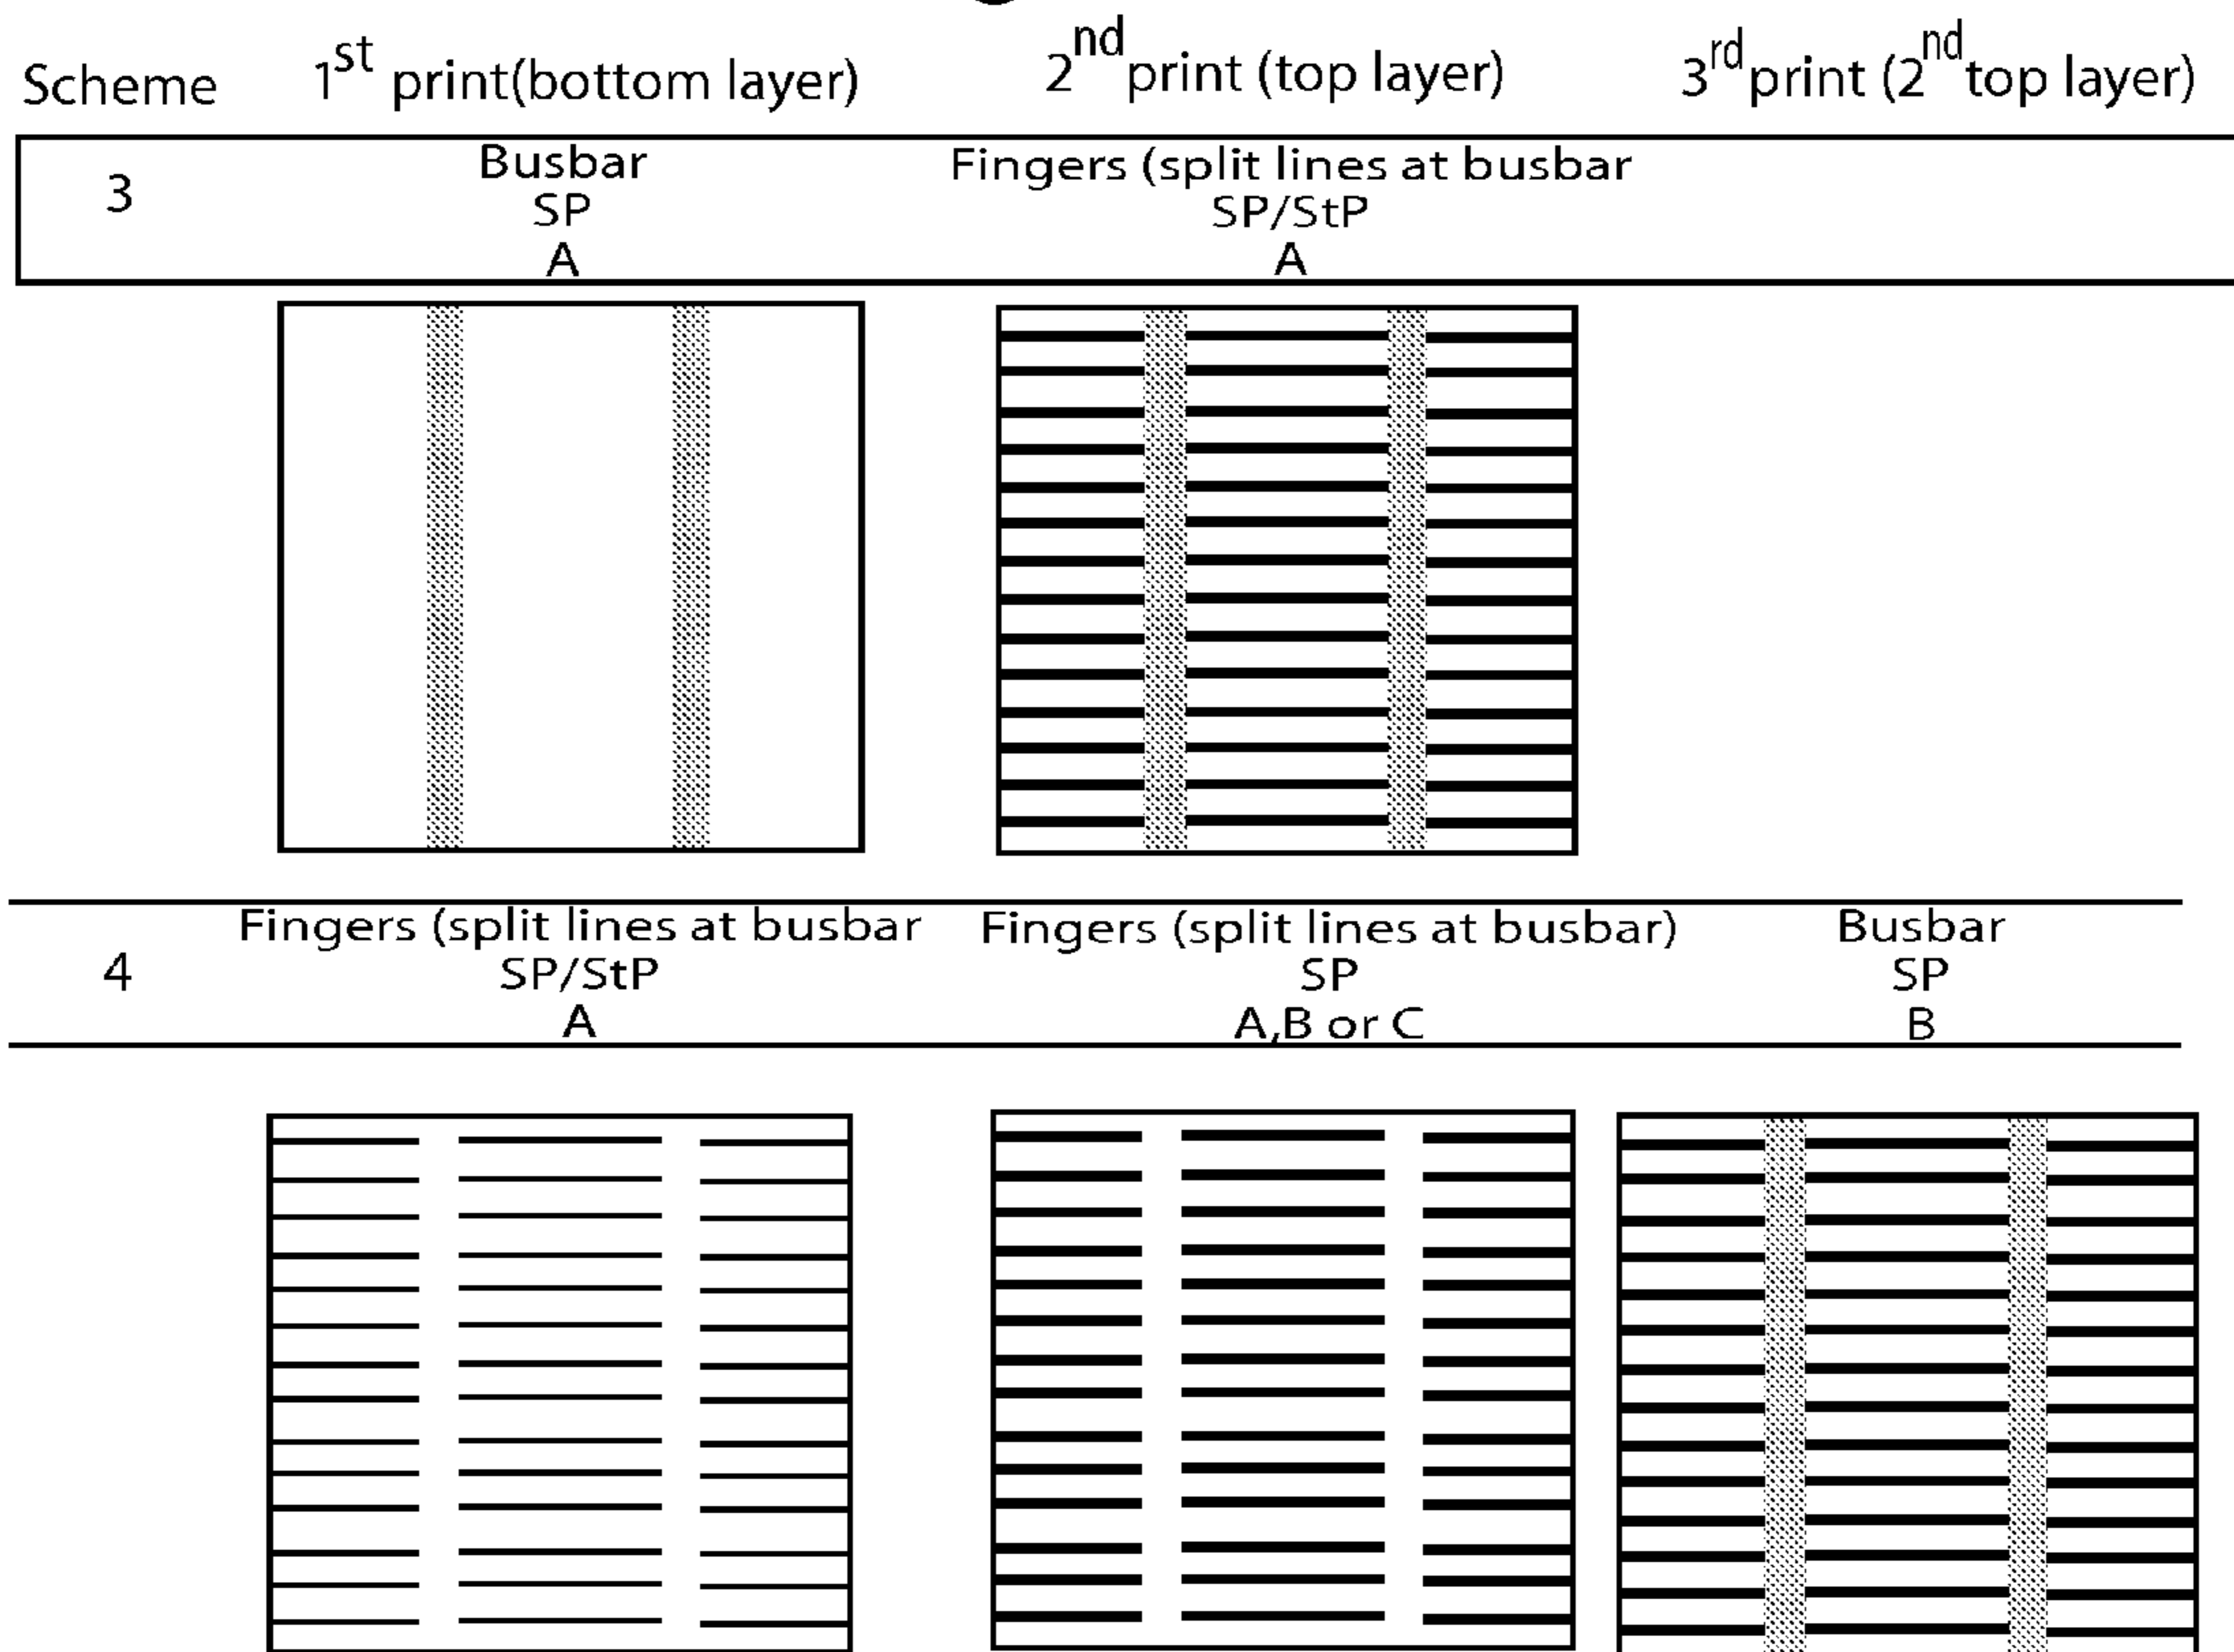 Scheme 1st print(bottom layer) 2nd print (top layer) 3rd print (2nd top layer)
3 Busbar Fingers (split lines at busbar
SP SP/StP
A A
4 Fingers (split lines at busbar Fingers (split lines at busbar) Busbar
SP/StP SP SP
A A,B or C B